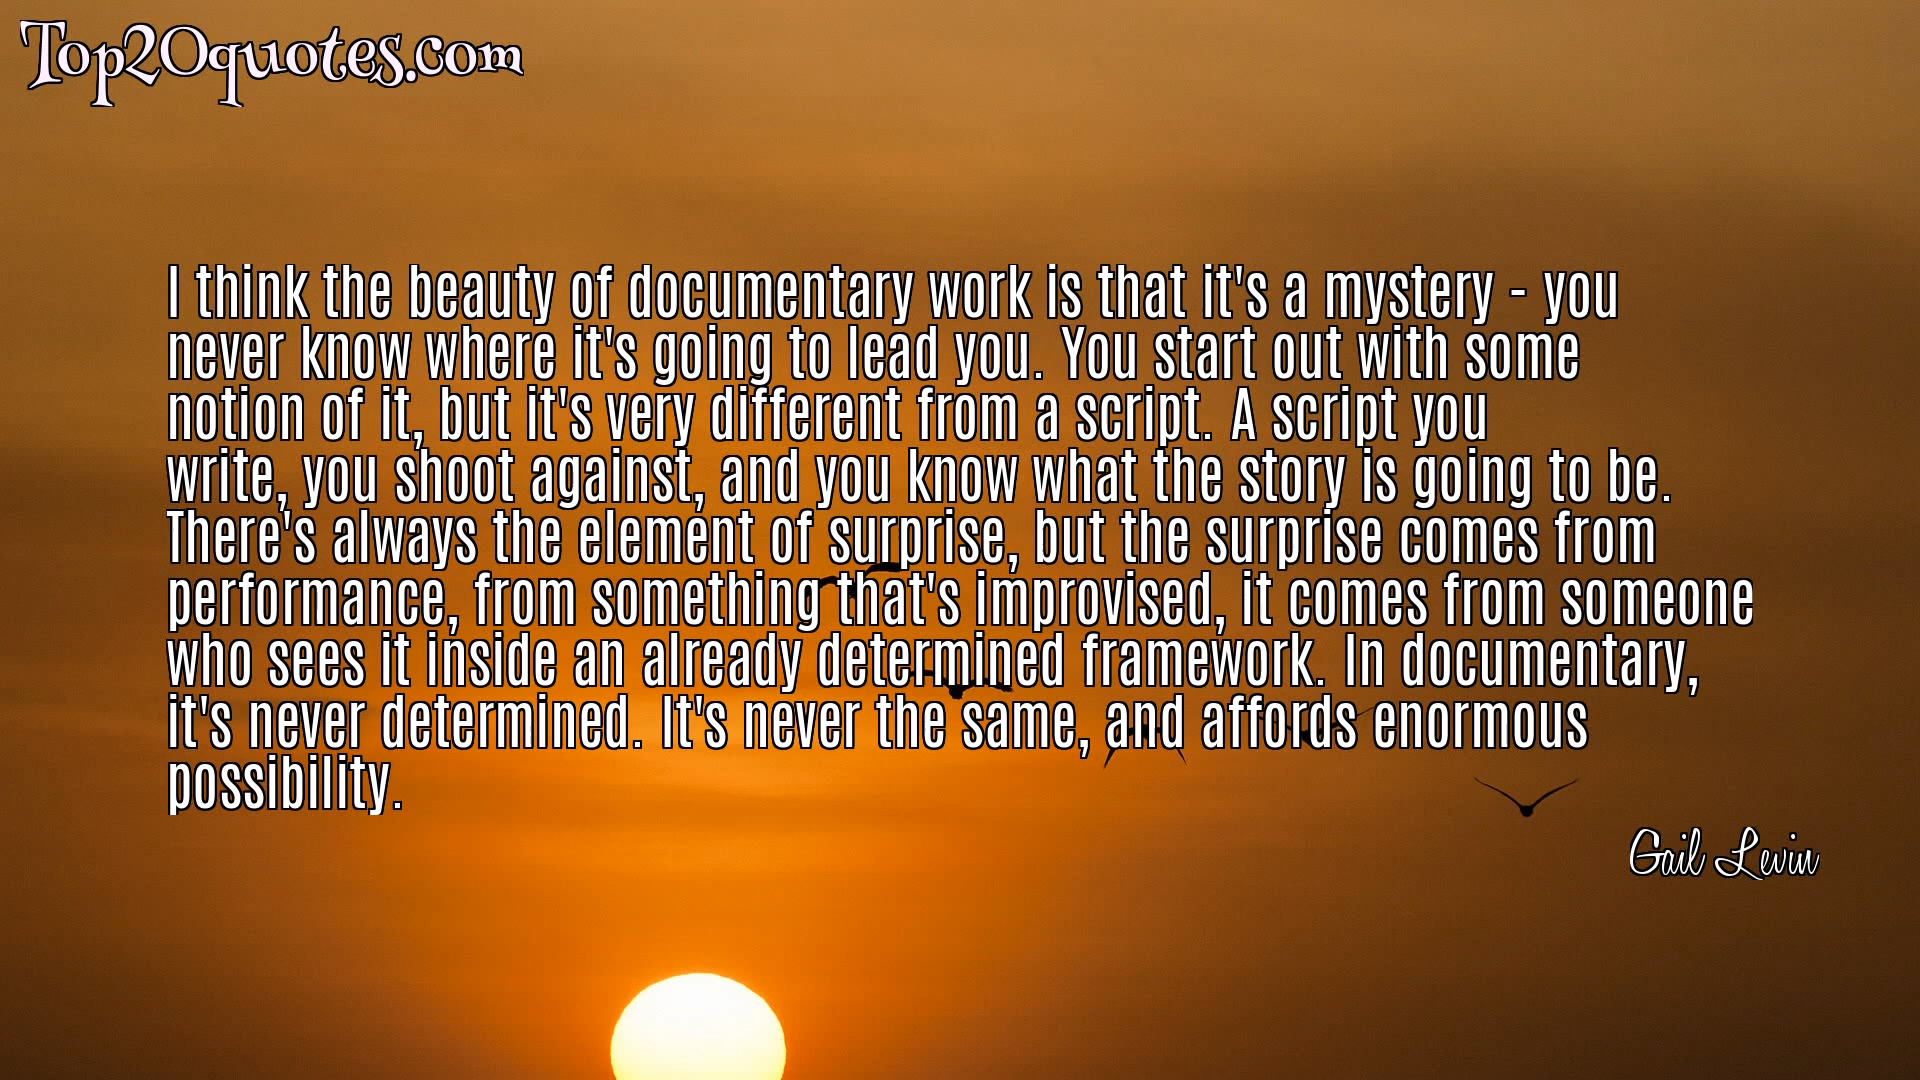 Top20quotes.com
I think the beauty of documentary work is that it's a mystery - you
never know where it's going to lead you. You start out with some
notion of it, but it's very different from a script. A script you
write, you shoot against, and you know what the story is going to be.
There's always the element of surprise, but the surprise comes from
performance, from something that's improvised, it comes from someone
who sees it inside an already determined framework. In documentary,
it's never determined. It's never the same, and affords enormous
possibility.
Gail Levin